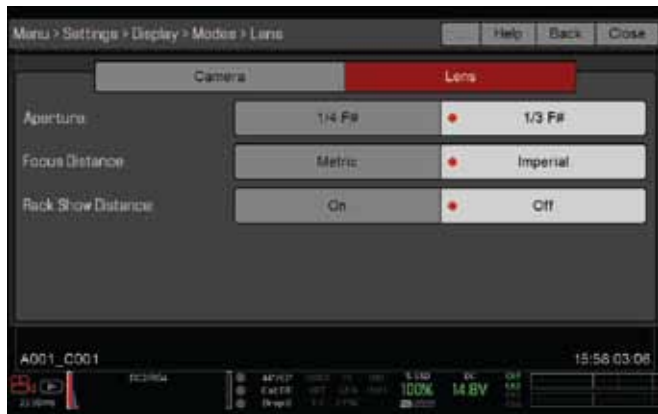 Menu > Settings > Display > Modes > Lens
Help Back Close
Camera Lens
Aperture: 1/4 F# 1/3 F#
Focus Distance Metric Imperial
Rack Show Distance: On Off
A001_C001 15:58:03:06
100% 14.8V